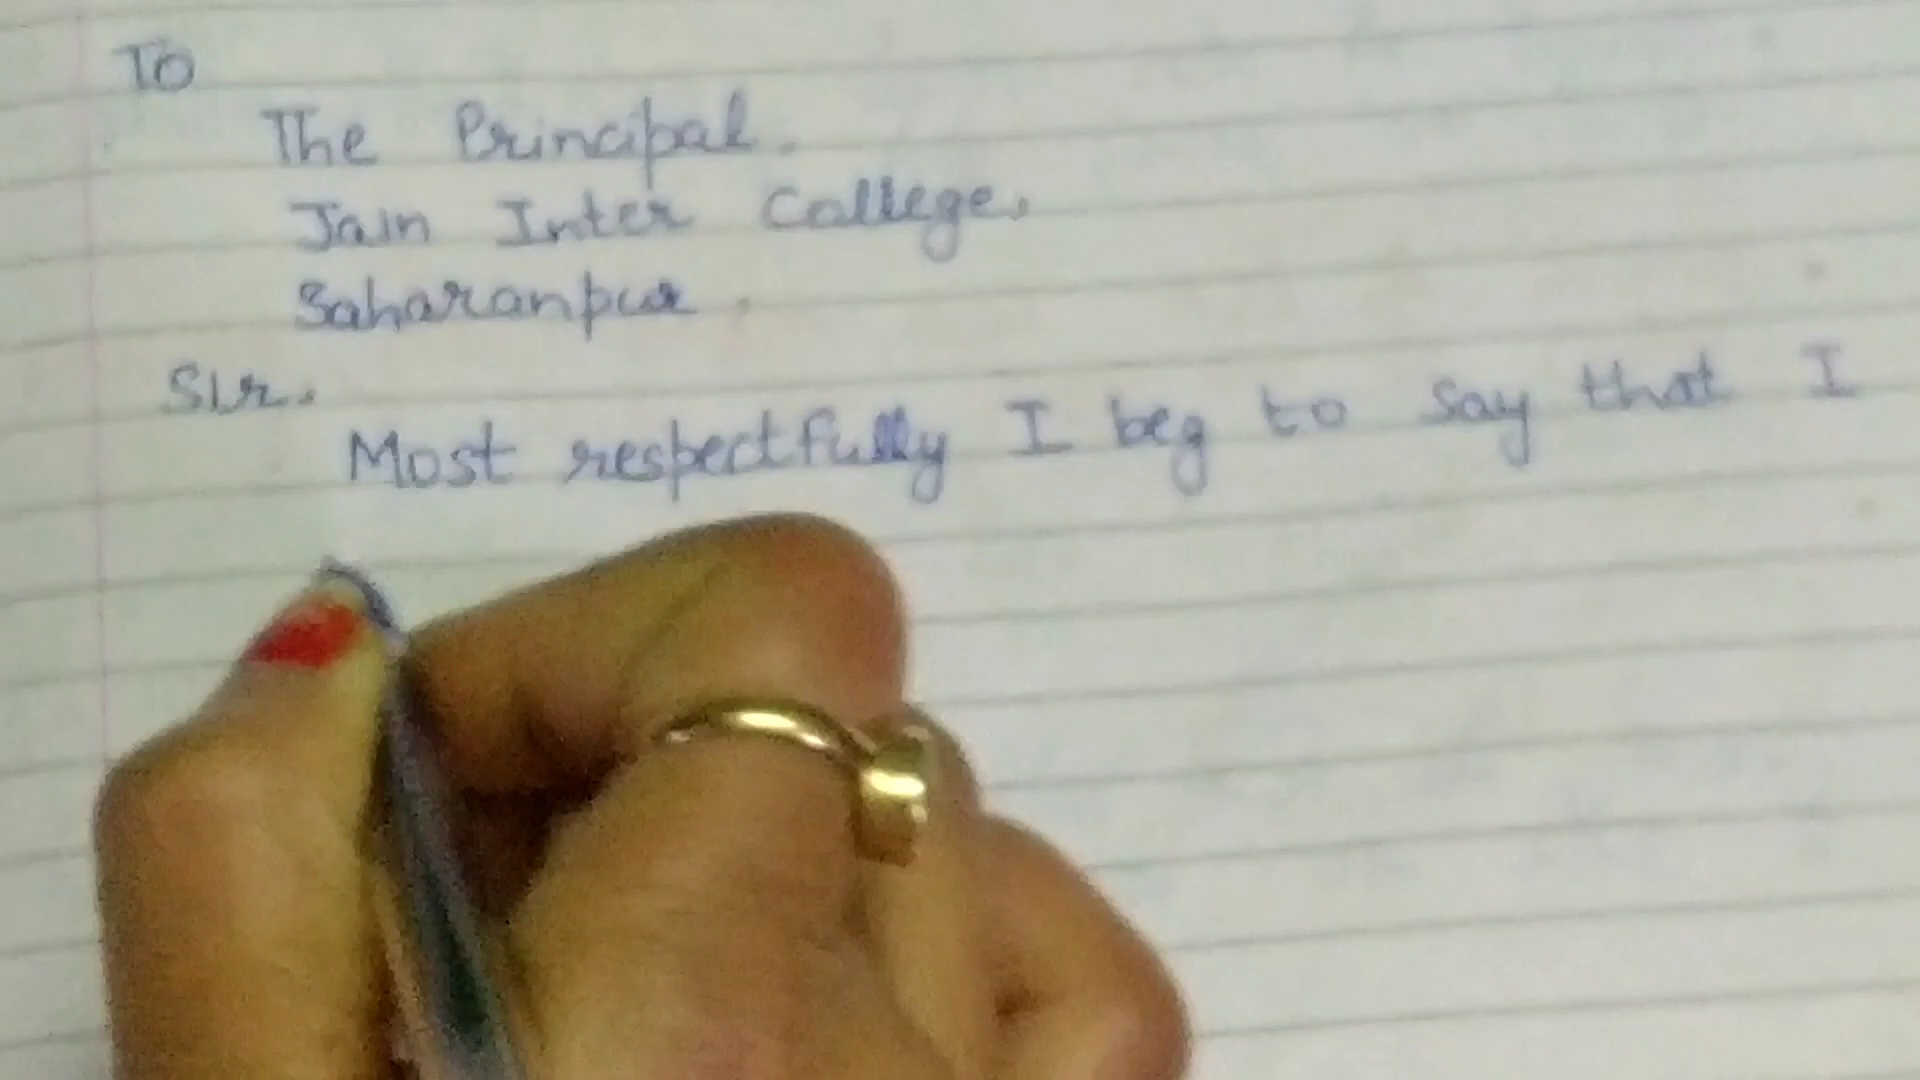 To
The Principal.
Jain Inter College,
Saharanpur.
Sir,
Most respectfully I beg to say that I